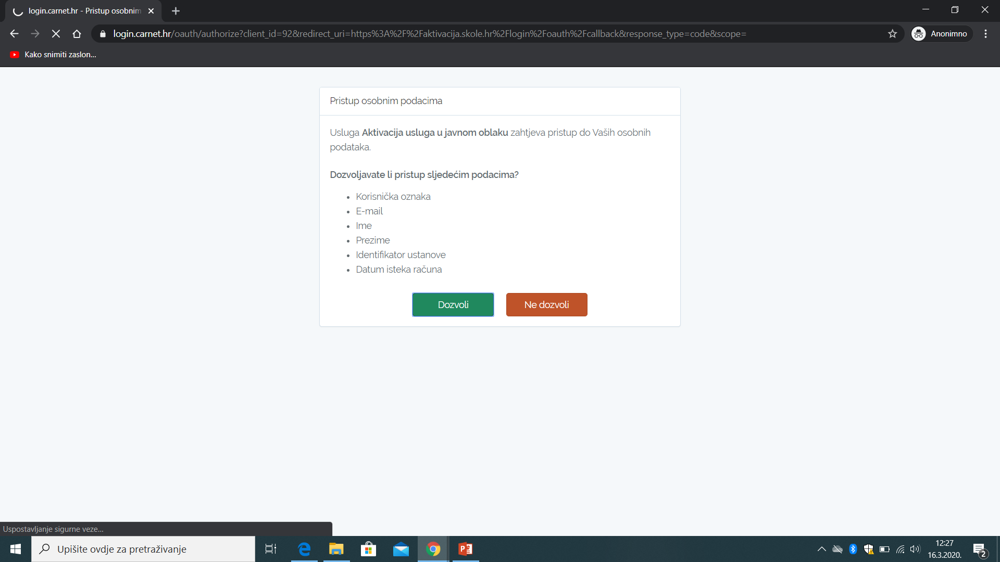 login.carnet.hr - Pristup osobnim
login.carnet.hr/oauth/authorize?client_id=92&redirect_uri=https%3A%2F%2Faktivacija.skole.hr%2Flogin%2Foauth%2Fcallback&response_type=code&scope=
Anonimno
Kako snimiti zaslon...
Pristup osobnim podacima
Usluga Aktivacija usluga u javnom oblaku zahtjeva pristup do Vaših osobnih
podataka.
Dozvoljavate li pristup sljedećim podacima?
Korisnička oznaka
E-mail
Ime
Prezime
Identifikator ustanove
Datum isteka računa
Dozvoli
Ne dozvoli
Uspostavljanje sigurne veze...
Upišite ovdje za pretraživanje
12:27
16.3.2020.
2